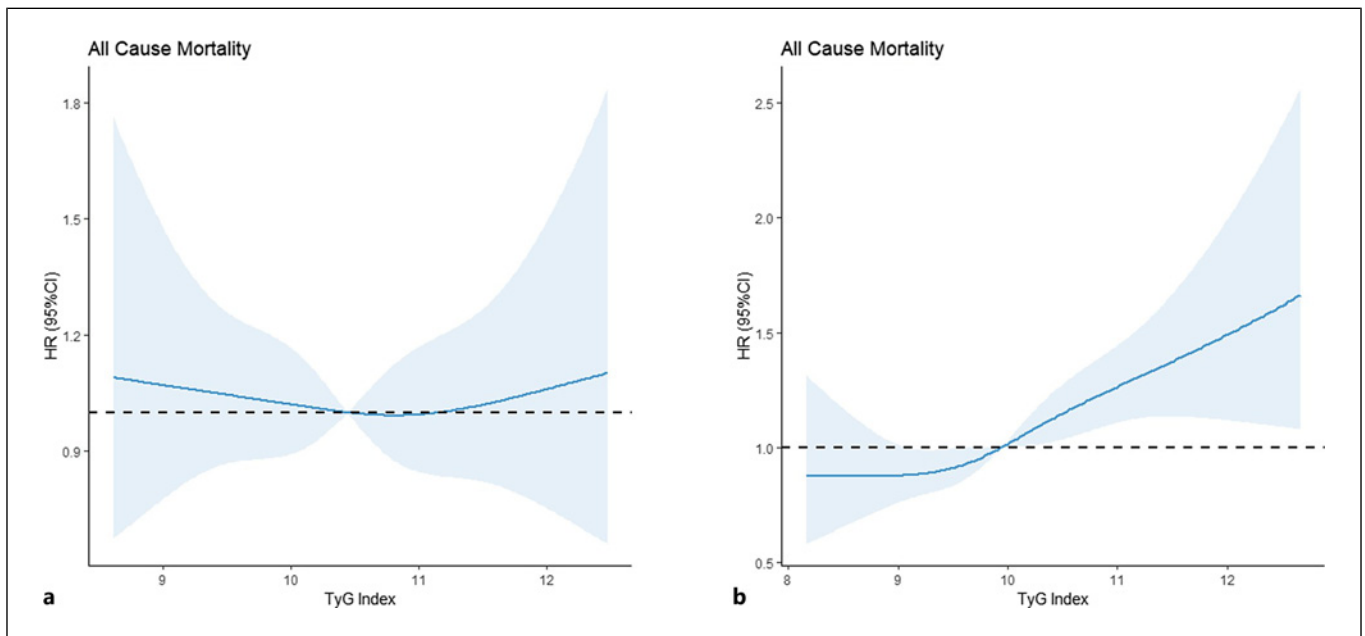 All Cause Mortality
1.8
1.5
1.2
0.9
HR (95%CI)
9 10 11 12
TyG Index
a
All Cause Mortality
2.5
2.0
1.5
1.0
0.5
HR (95%CI)
8 9 10 11 12
TyG Index
b